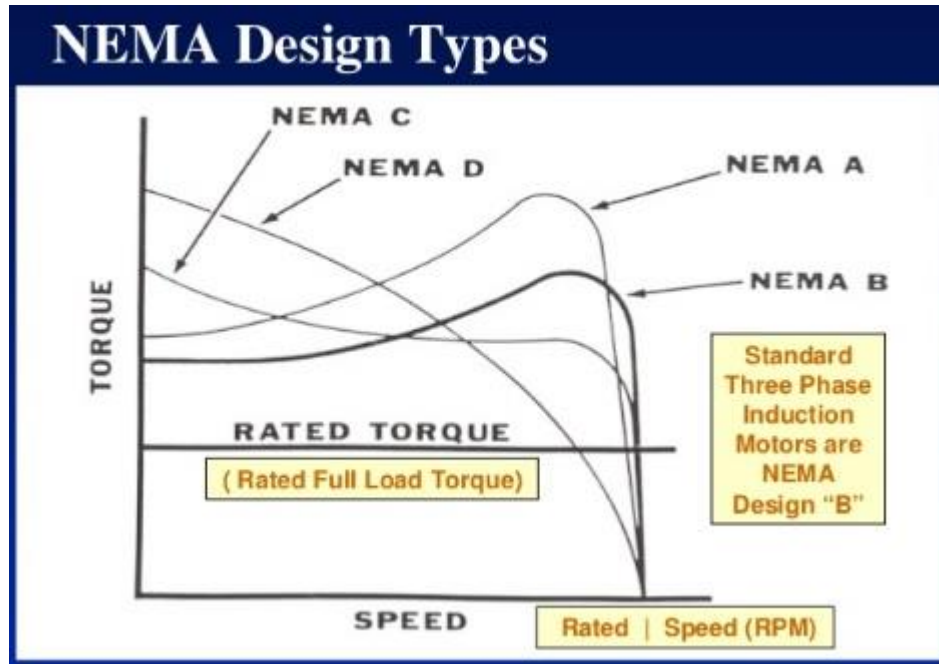 NEMA Design Types
NEMA C
NEMA D
NEMA A
NEMA B
TORQUE
Standard
Three Phase
Induction
Motors are
NEMA
Design “B”
RATED TORQUE
( Rated Full Load Torque)
SPEED
Rated | Speed (RPM)